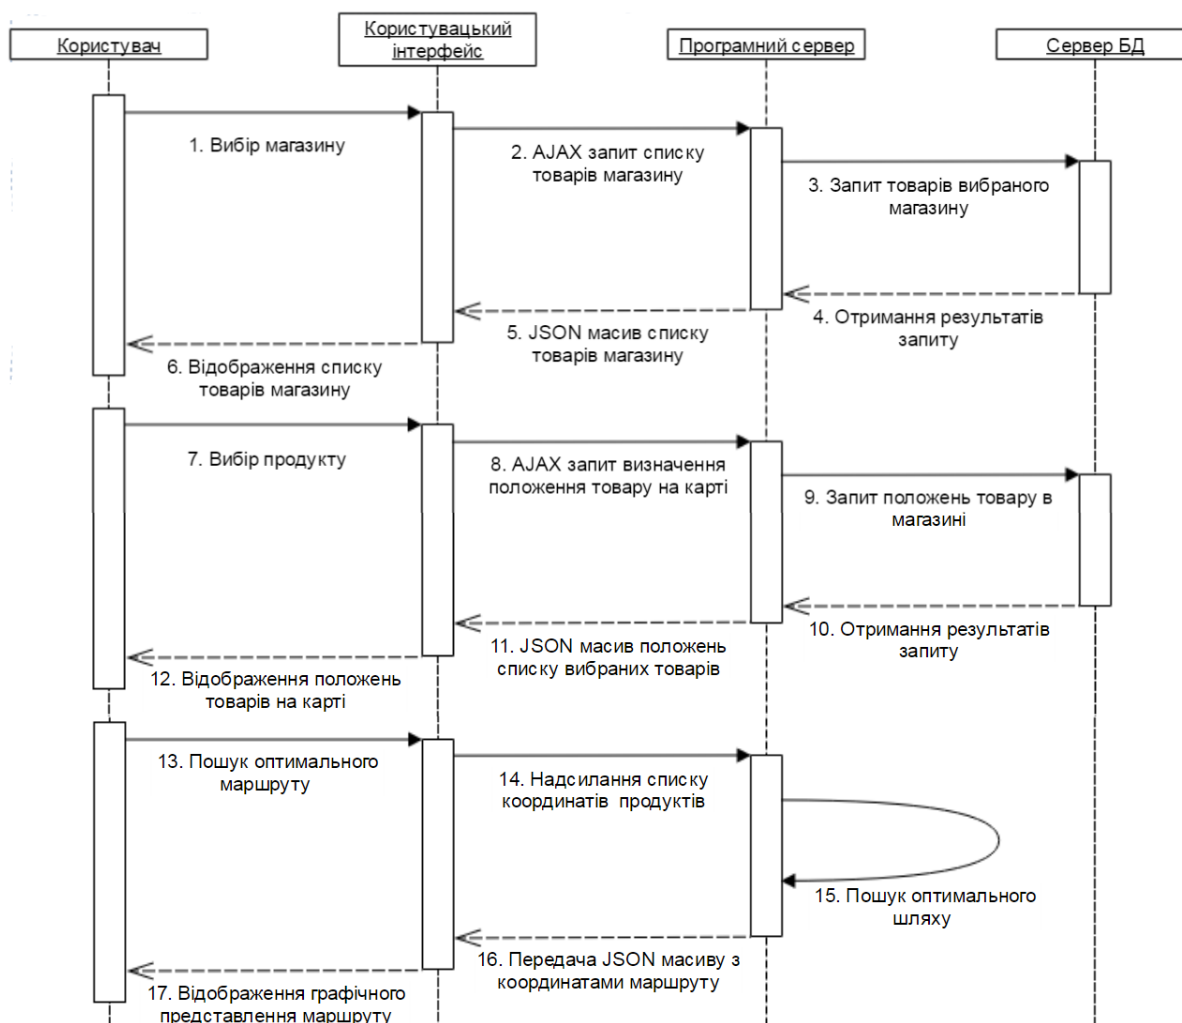 Користувач
Користувацький
інтерфейс
Програмний сервер
Сервер БД
1. Вибір магазину
2. AJAX запит списку
товарів магазину
3. Запит товарів вибраного
магазину
4. Отримання результатів
запиту
5. JSON масив списку
товарів магазину
6. Відображення списку
товарів магазину
7. Вибір продукту
8. AJAX запит визначення
положення товару на карті
9. Запит положень товару в
магазині
10. Отримання результатів
запиту
11. JSON масив положень
списку вибраних товарів
12. Відображення положень
товарів на карті
13. Пошук оптимального
маршруту
14. Надсилання списку
координатів продуктів
15. Пошук оптимального
шляху
16. Передача JSON масиву з
координатами маршруту
17. Відображення графічного
представлення маршруту